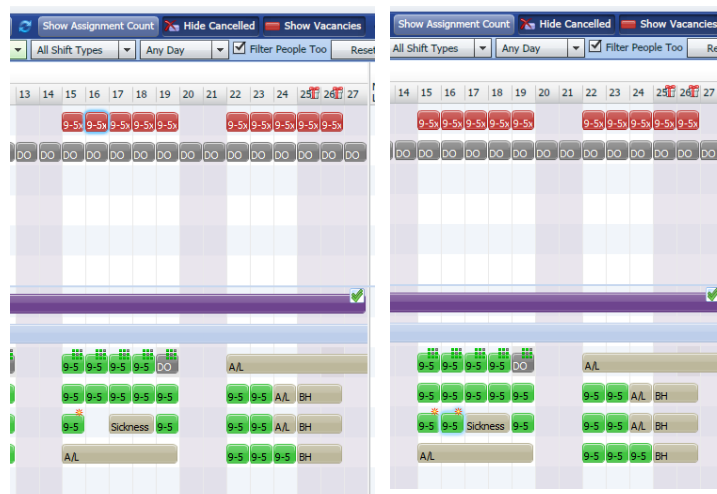 Show Assignment Count Hide Cancelled Show Vacancies
All Shift Types Any Day Filter People Too Reset
13 14 15 16 17 18 19 20 21 22 23 24 25 26 27
9-5x 9-5x 9-5x 9-5x 9-5x 9-5x 9-5x 9-5x 9-5x 9-5x
DO DO DO DO DO DO DO DO DO DO DO DO DO DO DO
9-5 9-5 9-5 9-5 DO A/L
9-5 9-5 9-5 9-5 9-5 9-5 9-5 A/L BH
9-5 Sickness 9-5 9-5 9-5 A/L BH
A/L 9-5 9-5 9-5 BH
Show Assignment Count Hide Cancelled Show Vacancies
All Shift Types Any Day Filter People Too Re
14 15 16 17 18 19 20 21 22 23 24 25 26 27
9-5x 9-5x 9-5x 9-5x 9-5x 9-5x 9-5x 9-5x 9-5x 9-5x
DO DO DO DO DO DO DO DO DO DO DO DO DO DO
9-5 9-5 9-5 9-5 DO A/L
9-5 9-5 9-5 9-5 9-5 9-5 9-5 A/L BH
9-5 9-5 Sickness 9-5 9-5 9-5 A/L BH
A/L 9-5 9-5 9-5 BH